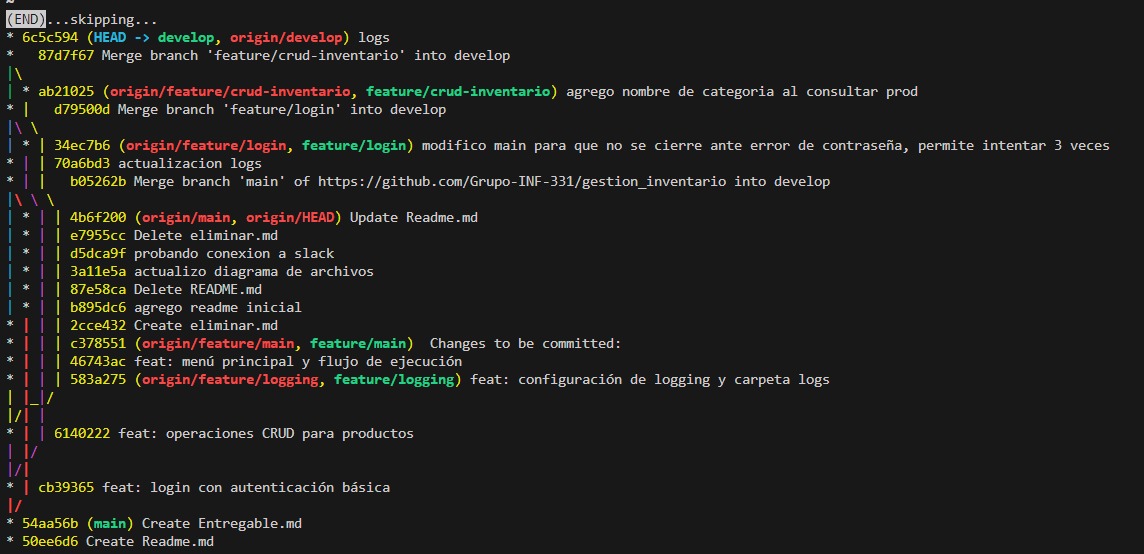 ~
(END)...skipping...
* 6c5c594 (HEAD -> develop, origin/develop) logs
*   87d7f67 Merge branch 'feature/crud-inventario' into develop
|\
| * ab21025 (origin/feature/crud-inventario, feature/crud-inventario) agrego nombre de categoria al consultar prod
* |   d79500d Merge branch 'feature/login' into develop
|\ \
| * | 34ec7b6 (origin/feature/login, feature/login) modifico main para que no se cierre ante error de contraseña, permite intentar 3 veces
* | | 70a6bd3 actualizacion logs
* | |   b05262b Merge branch 'main' of https://github.com/Grupo-INF-331/gestion_inventario into develop
|\ \ \
| * | | 4b6f200 (origin/main, origin/HEAD) Update Readme.md
| * | | e7955cc Delete eliminar.md
| * | | d5dca9f probando conexion a slack
| * | | 3a11e5a actualizo diagrama de archivos
| * | | 87e58ca Delete README.md
| * | | b895dc6 agrego readme inicial
* | | | 2cce432 Create eliminar.md
* | | | c378551 (origin/feature/main, feature/main)  Changes to be committed:
* | | | 46743ac feat: menú principal y flujo de ejecución
* | | | 583a275 (origin/feature/logging, feature/logging) feat: configuración de logging y carpeta logs
| |_|/
|/| |
* | | 6140222 feat: operaciones CRUD para productos
| |/
|/|
* | cb39365 feat: login con autenticación básica
|/
* 54aa56b (main) Create Entregable.md
* 50ee6d6 Create Readme.md